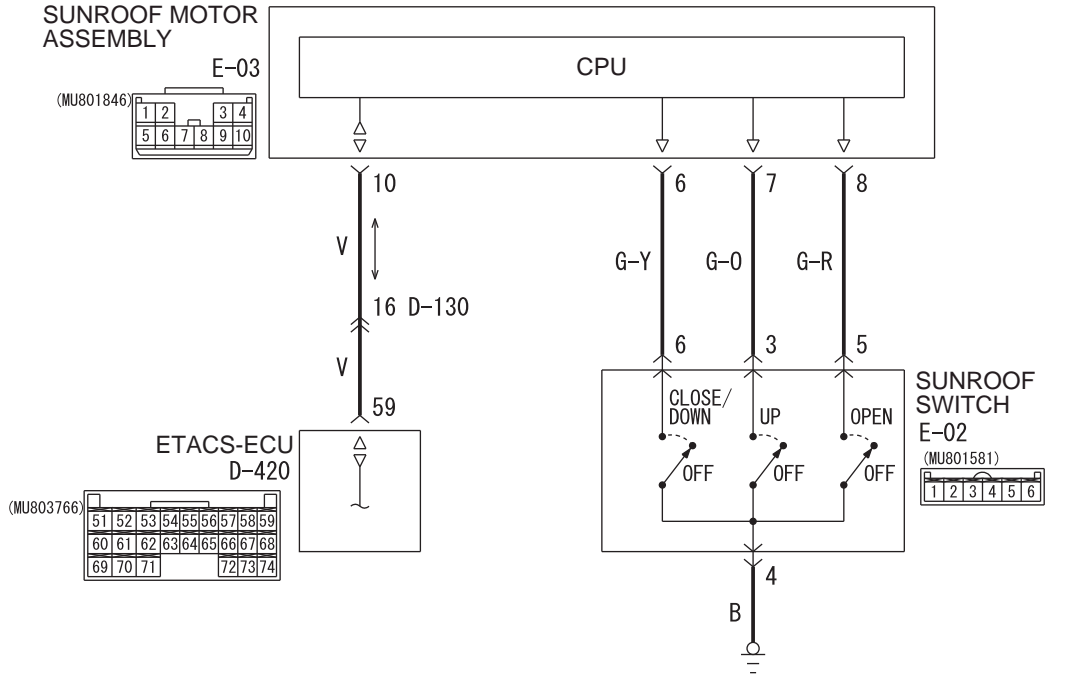 SUNROOF MOTOR
ASSEMBLY
E-03
CPU
(MU801846)
1 2 3 4
5 6 7 8 9 10
10 6 7 8
V G-Y G-O G-R
16 D-130
V
6 3 5
59
CLOSE/
DOWN UP OPEN
OFF OFF OFF
SUNROOF
SWITCH
E-02
(MU801581)
1 2 3 4 5 6
ETACS-ECU
D-420
(MU803766)
51 52 53 54 55 56 57 58 59
60 61 62 63 64 65 66 67 68
69 70 71 72 73 74
4
B